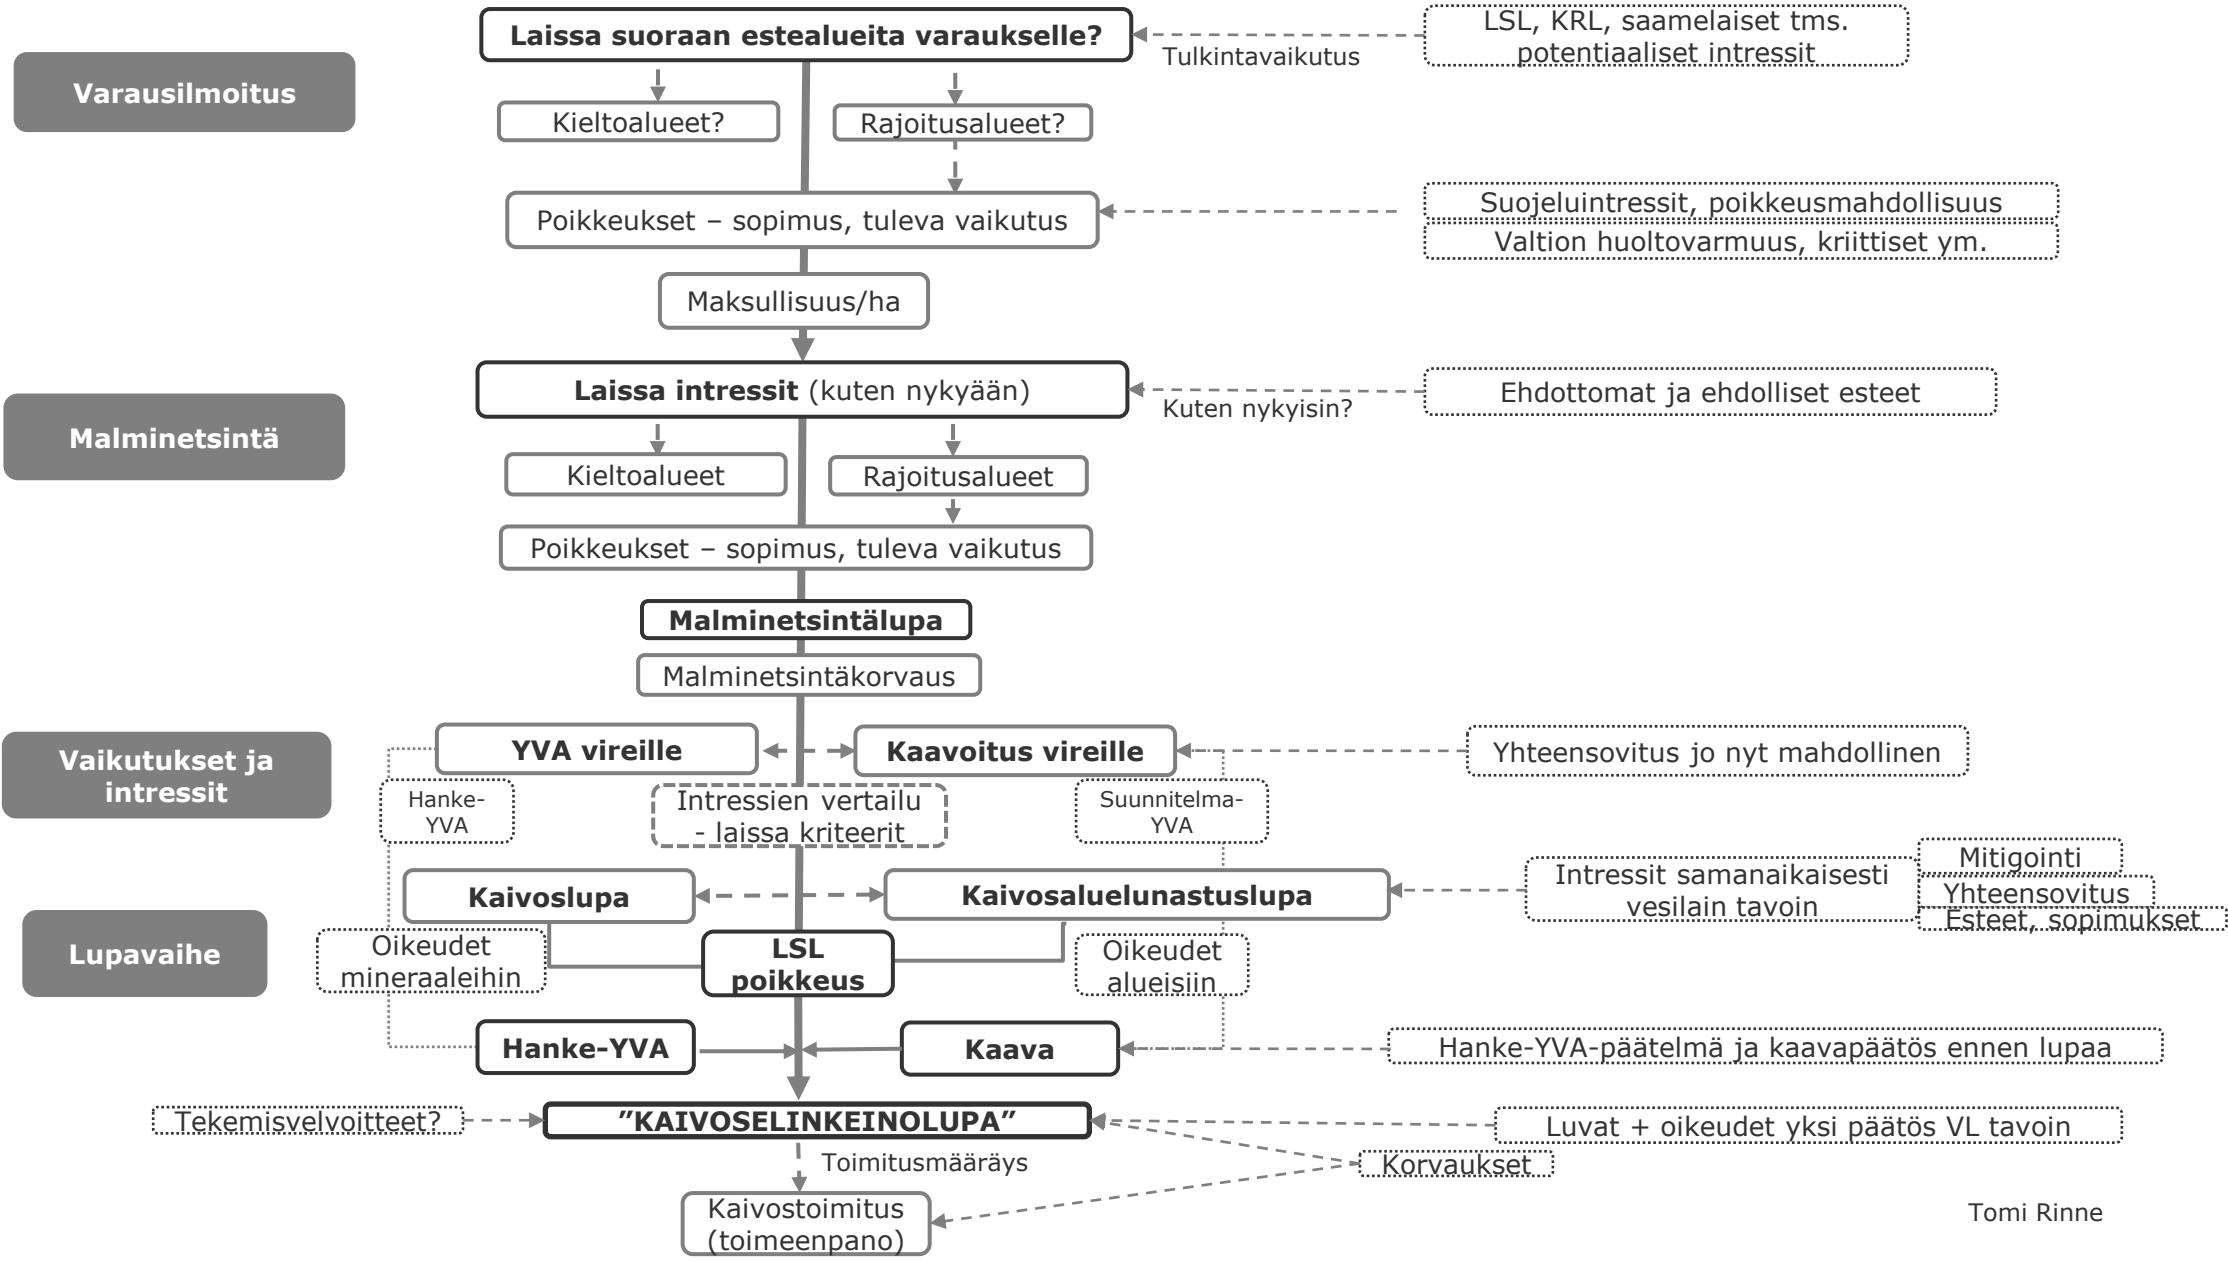 Laissa suoraan estealueita varaukselle?
Tulkintavaikutus
LSL, KRL, saamelaiset tms.
potentiaaliset intressit
Varausilmoitus
Kieltoalueet?
Rajoitusalueet?
Poikkeukset – sopimus, tuleva vaikutus
Suojeluintressit, poikkeusmahdollisuus
Valtion huoltovarmuus, kriittiset ym.
Maksullisuus/ha
Laissa intressit (kuten nykyään)
Kuten nykyisin?
Ehdottomat ja ehdolliset esteet
Malminetsintä
Kieltoalueet
Rajoitusalueet
Poikkeukset – sopimus, tuleva vaikutus
Malminetsintälupa
Malminetsintäkorvaus
Vaikutukset ja
intressit
YVA vireille
Kaavoitus vireille
Yhteensovitus jo nyt mahdollinen
Hanke-
YVA
Intressien vertailu
- laissa kriteerit
Suunnitelma-
YVA
Kaivoslupa
Kaivosaluelunastuslupa
Intressit samanaikaisesti
vesilain tavoin
Mitigointi
Yhteensovitus
Esteet, sopimukset
Lupavaihe
Oikeudet
mineraaleihin
LSL
poikkeus
Oikeudet
alueisiin
Hanke-YVA
Kaava
Hanke-YVA-päätelmä ja kaavapäätös ennen lupaa
Tekemisvelvoitteet?
”KAIVOSELINKEINOLUPA”
Luvat + oikeudet yksi päätös VL tavoin
Toimitusmääräys
Korvaukset
Kaivostoimitus
(toimeenpano)
Tomi Rinne